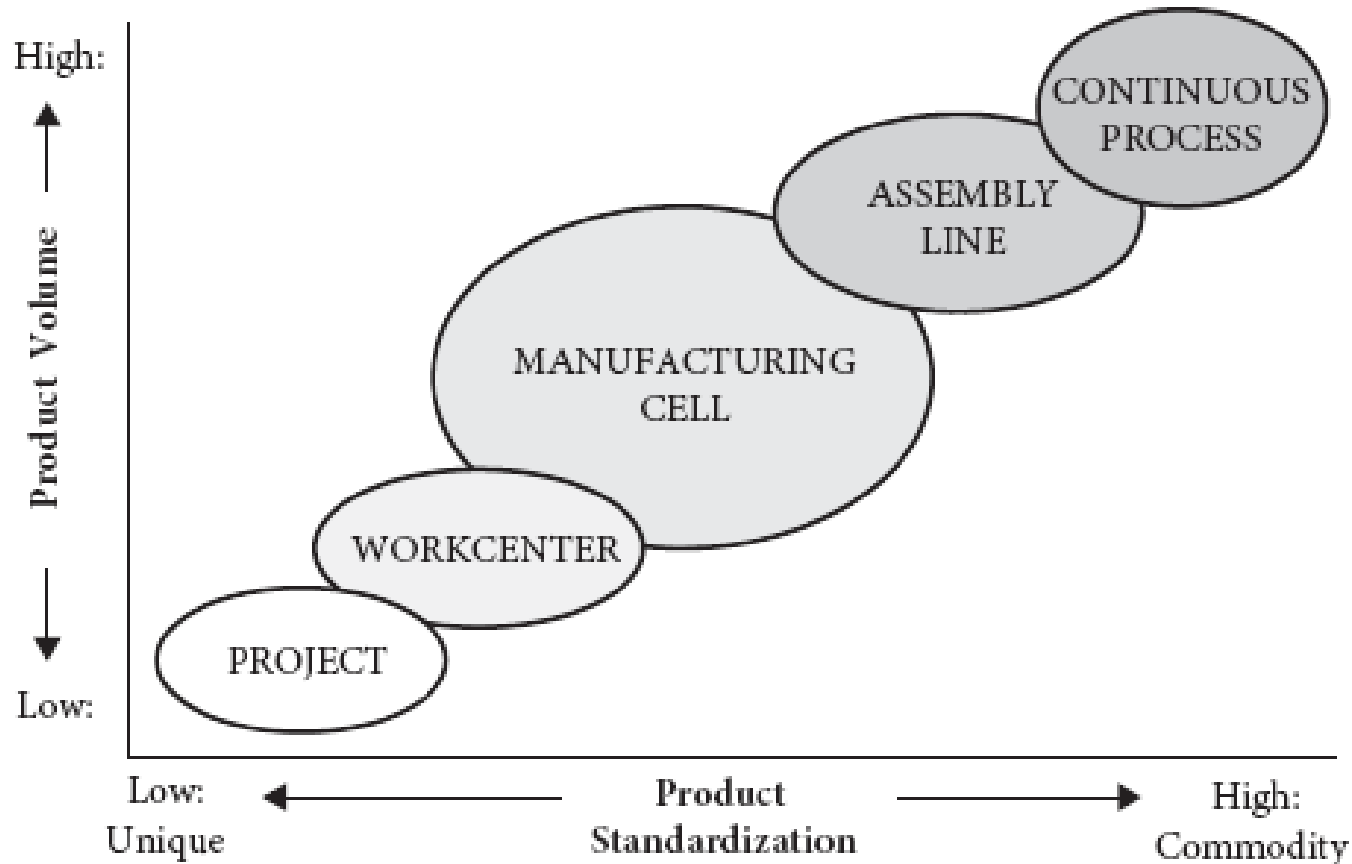 High:
CONTINUOUS
PROCESS
ASSEMBLY
LINE
Product Volume
MANUFACTURING
CELL
WORKCENTER
PROJECT
Low:
Low:
Unique
Product
Standardization
High:
Commodity